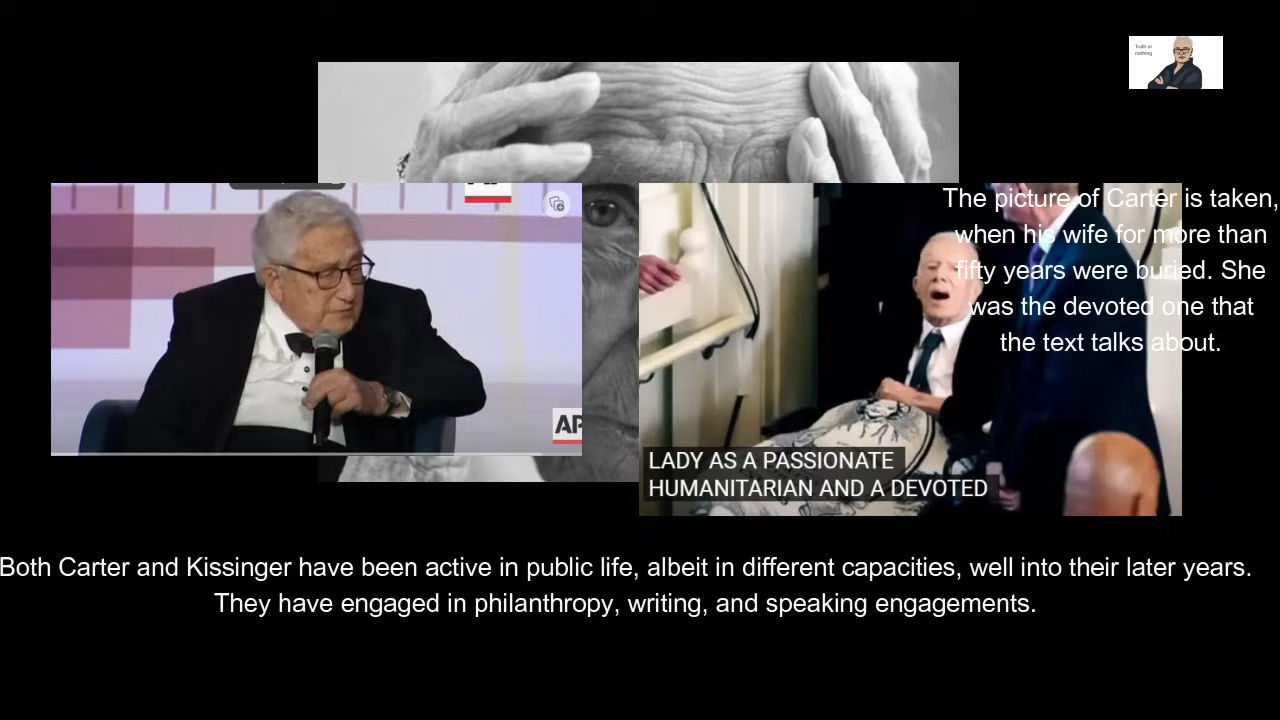 Truth or
nothing
The picture of Carter is taken,
when his wife for more than
fifty years were buried. She
was the devoted one that
the text talks about.
AP
LADY AS A PASSIONATE
HUMANITARIAN AND A DEVOTED
Both Carter and Kissinger have been active in public life, albeit in different capacities, well into their later years.
They have engaged in philanthropy, writing, and speaking engagements.